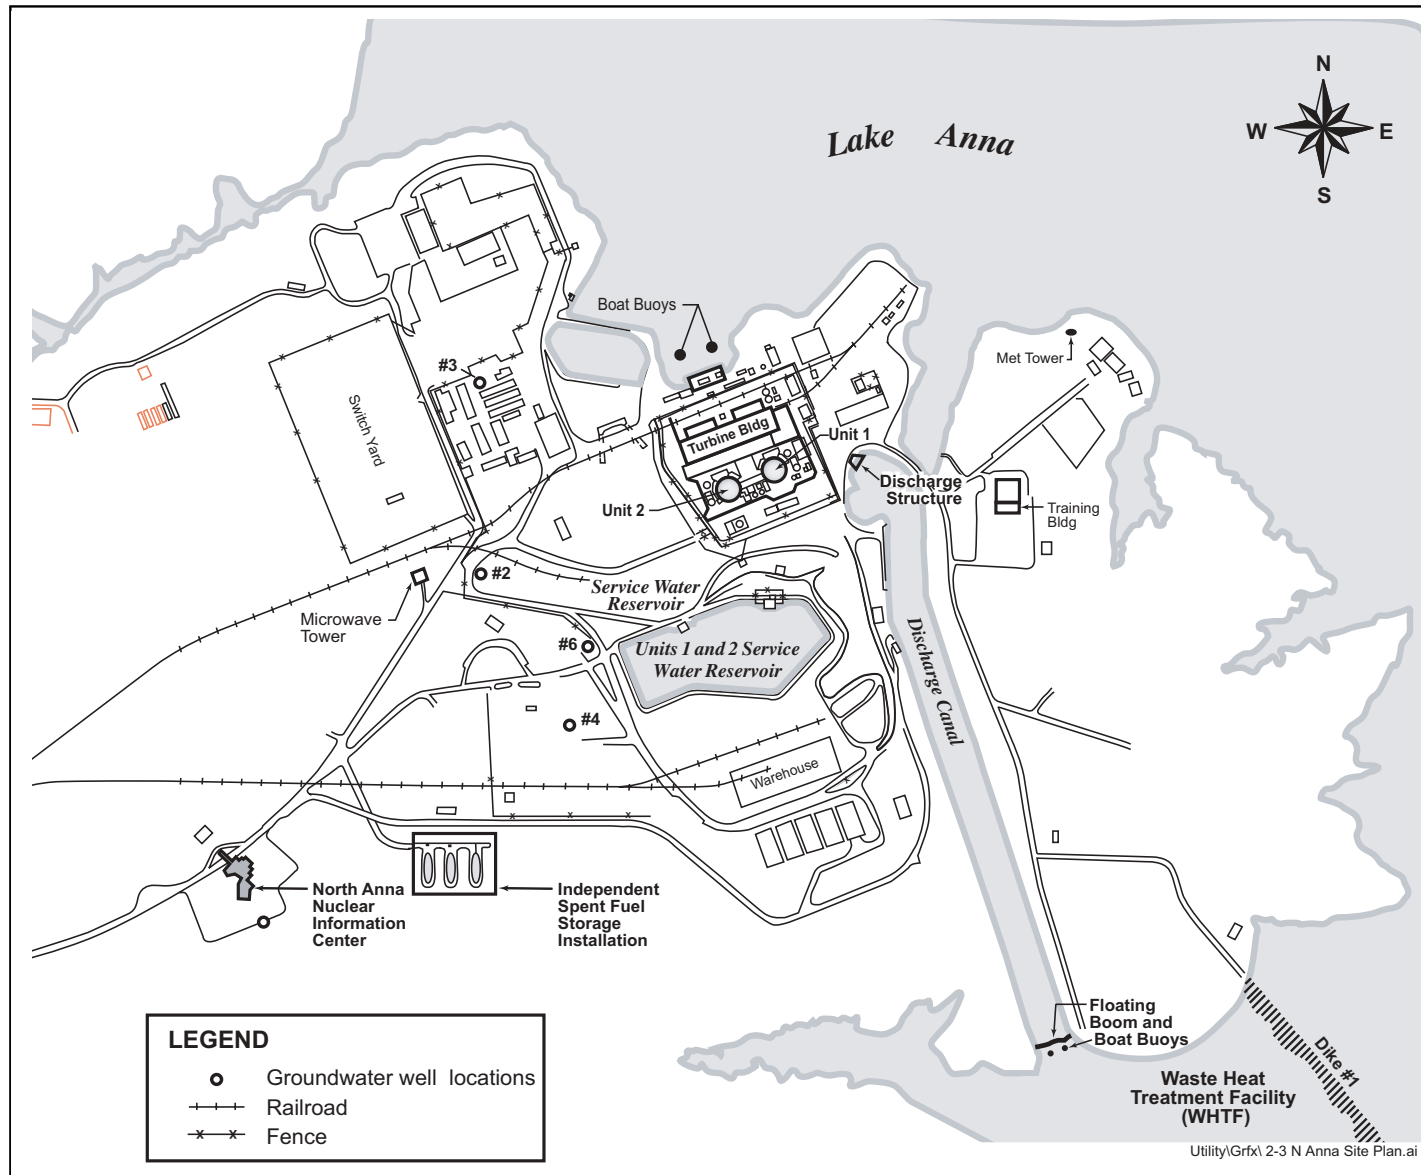 N
W
E
S
Lake Anna
Boat Buoys
Met Tower
#3
Switch Yard
Turbine Bldg
Unit 1
Discharge
Structure
Unit 2
Training
Bldg
#2
Service Water
Reservoir
Microwave
Tower
#6
Units 1 and 2 Service
Water Reservoir
Discharge Canal
#4
Warehouse
North Anna
Nuclear
Information
Center
Independent
Spent Fuel
Storage
Installation
Floating
Boom and
Boat Buoys
Dike #1
Waste Heat
Treatment Facility
(WHTF)
LEGEND
Groundwater well locations
Railroad
Fence
Utility\Grfx\ 2-3 N Anna Site Plan.ai